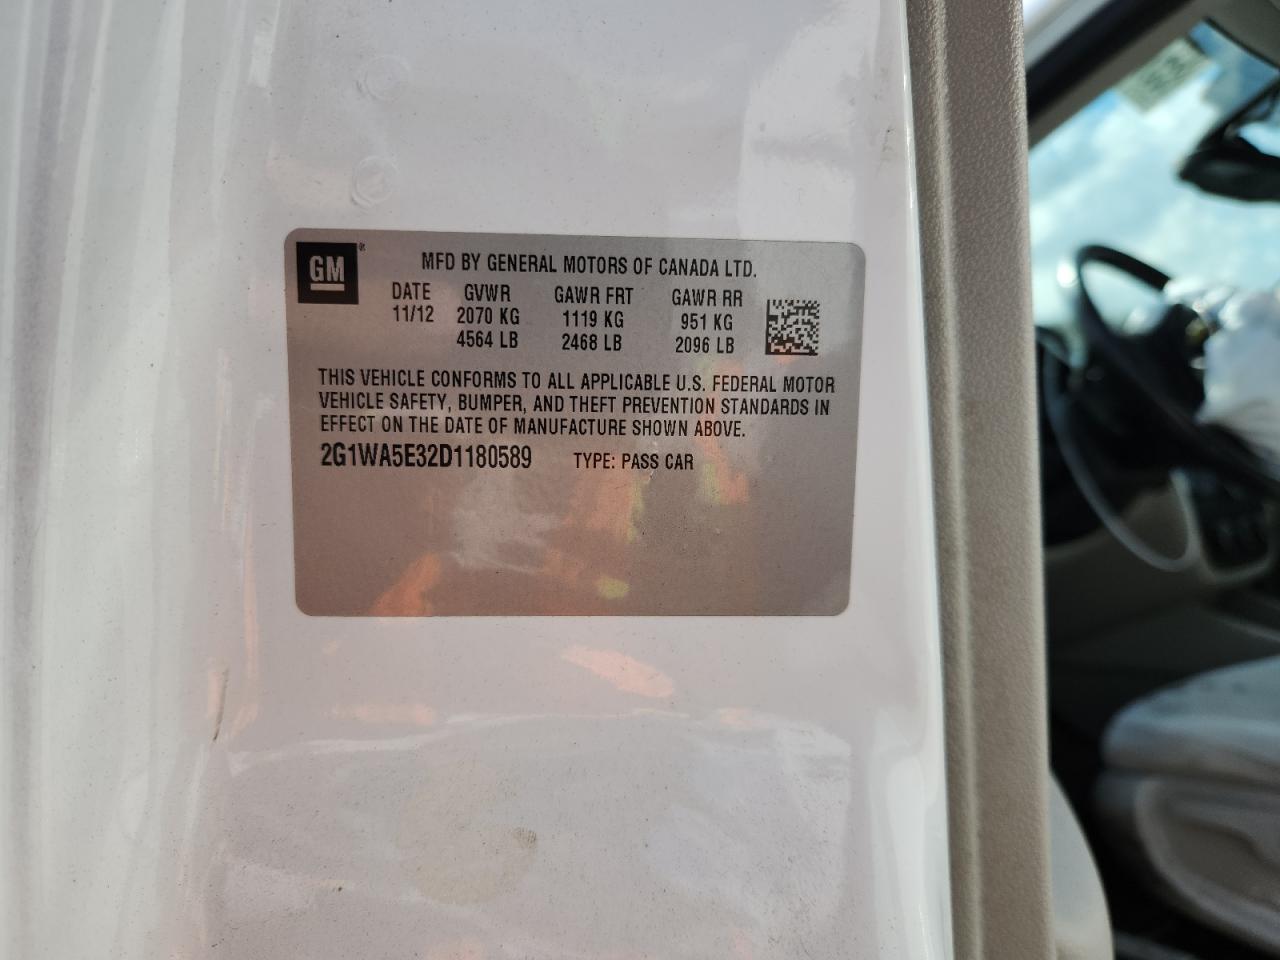 GM ®
MFD BY GENERAL MOTORS OF CANADA LTD.
DATE GVWR GAWR FRT GAWR RR
11/12 2070 KG 1119 KG 951 KG
4564 LB 2468 LB 2096 LB
THIS VEHICLE CONFORMS TO ALL APPLICABLE U.S. FEDERAL MOTOR
VEHICLE SAFETY, BUMPER, AND THEFT PREVENTION STANDARDS IN
EFFECT ON THE DATE OF MANUFACTURE SHOWN ABOVE.
2G1WA5E32D1180589 TYPE: PASS CAR